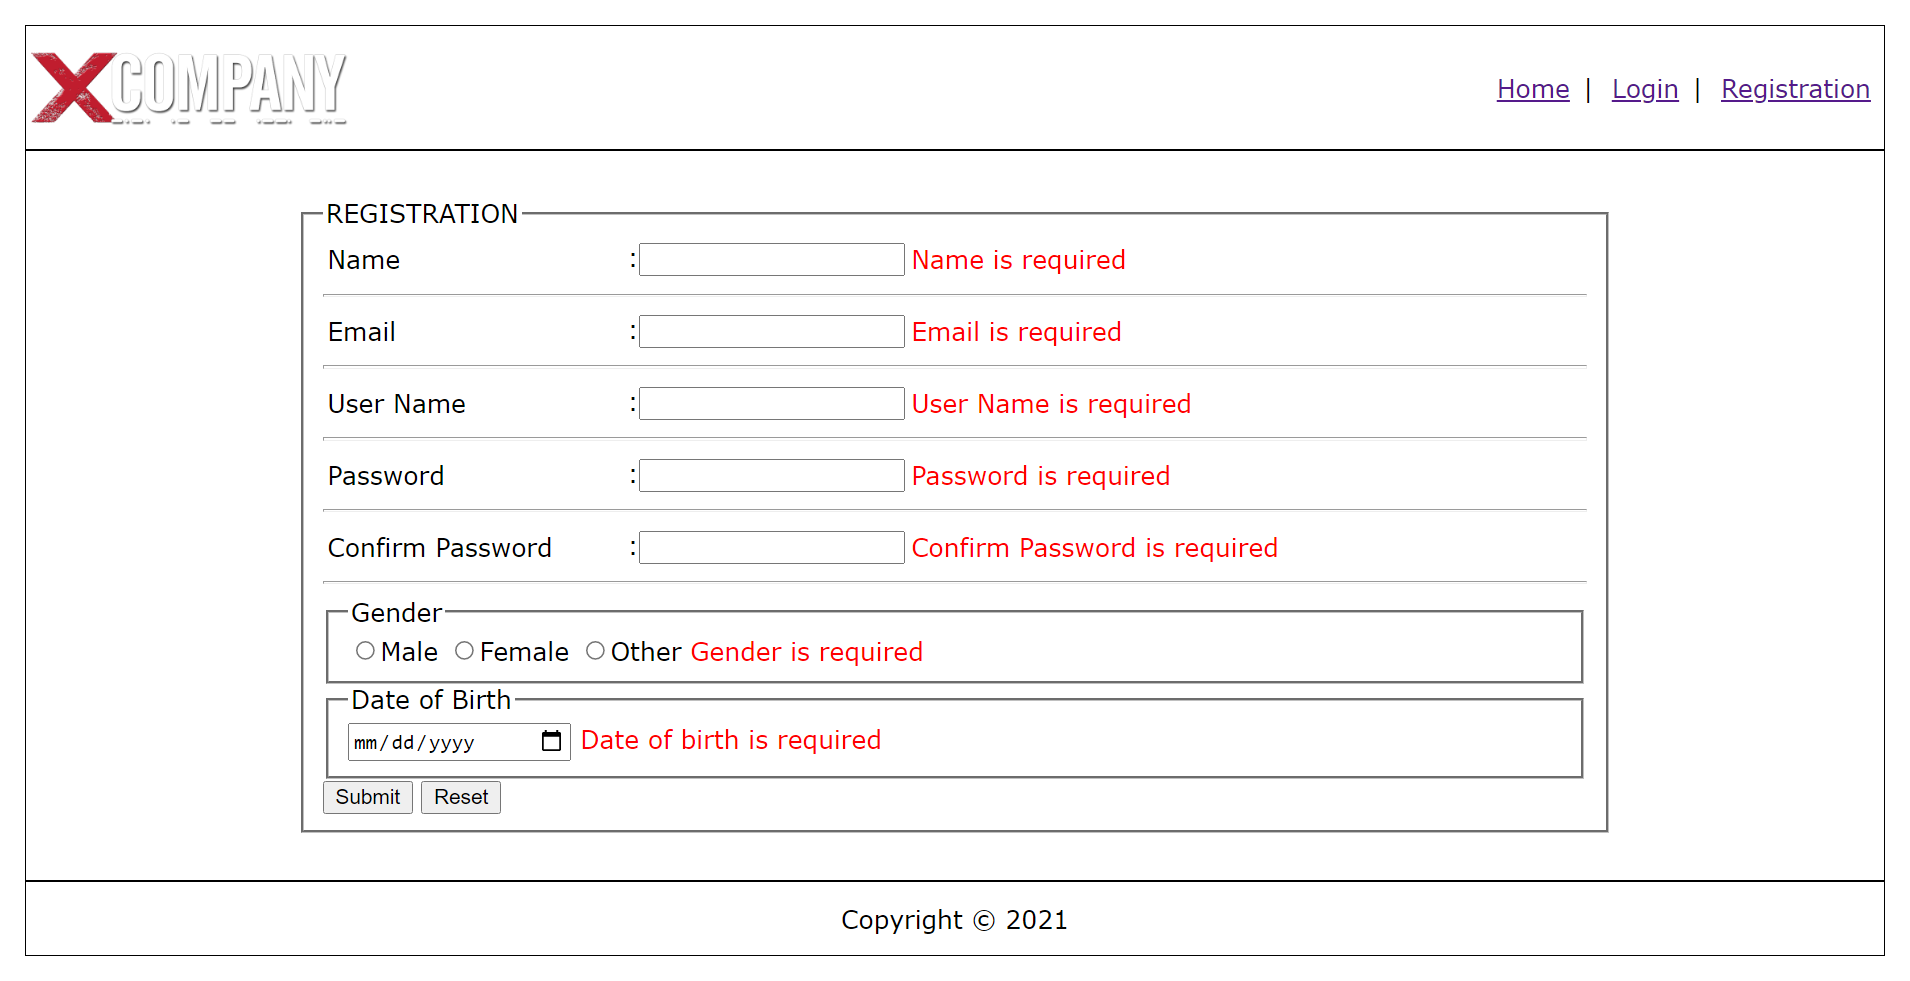 XCOMPANY
Home | Login | Registration
REGISTRATION
Name : Name is required
Email : Email is required
User Name : User Name is required
Password : Password is required
Confirm Password : Confirm Password is required
Gender
Male Female Other Gender is required
Date of Birth
mm/dd/yyyy Date of birth is required
Submit Reset
Copyright © 2021